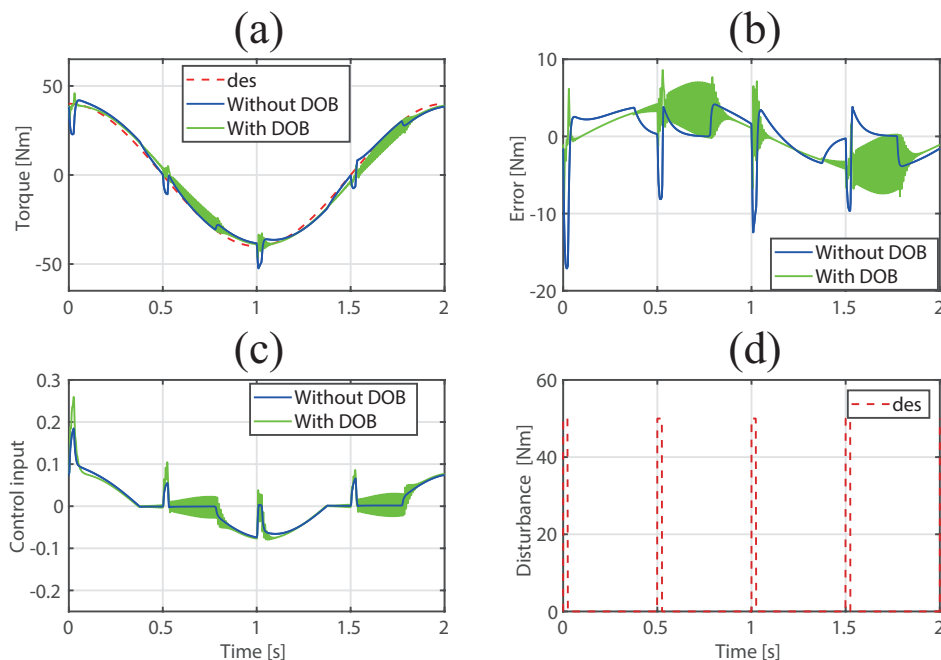 (a)
50
0
-50
Torque [Nm]
des
Without DOB
With DOB
0
0.5
1
1.5
2
(b)
10
0
-10
-20
Error [Nm]
Without DOB
With DOB
0
0.5
1
1.5
2
(c)
0.3
0.2
0.1
0
-0.1
-0.2
Control input
Without DOB
With DOB
0
0.5
1
1.5
2
Time [s]
(d)
60
40
20
0
Disturbance [Nm]
des
0
0.5
1
1.5
2
Time [s]